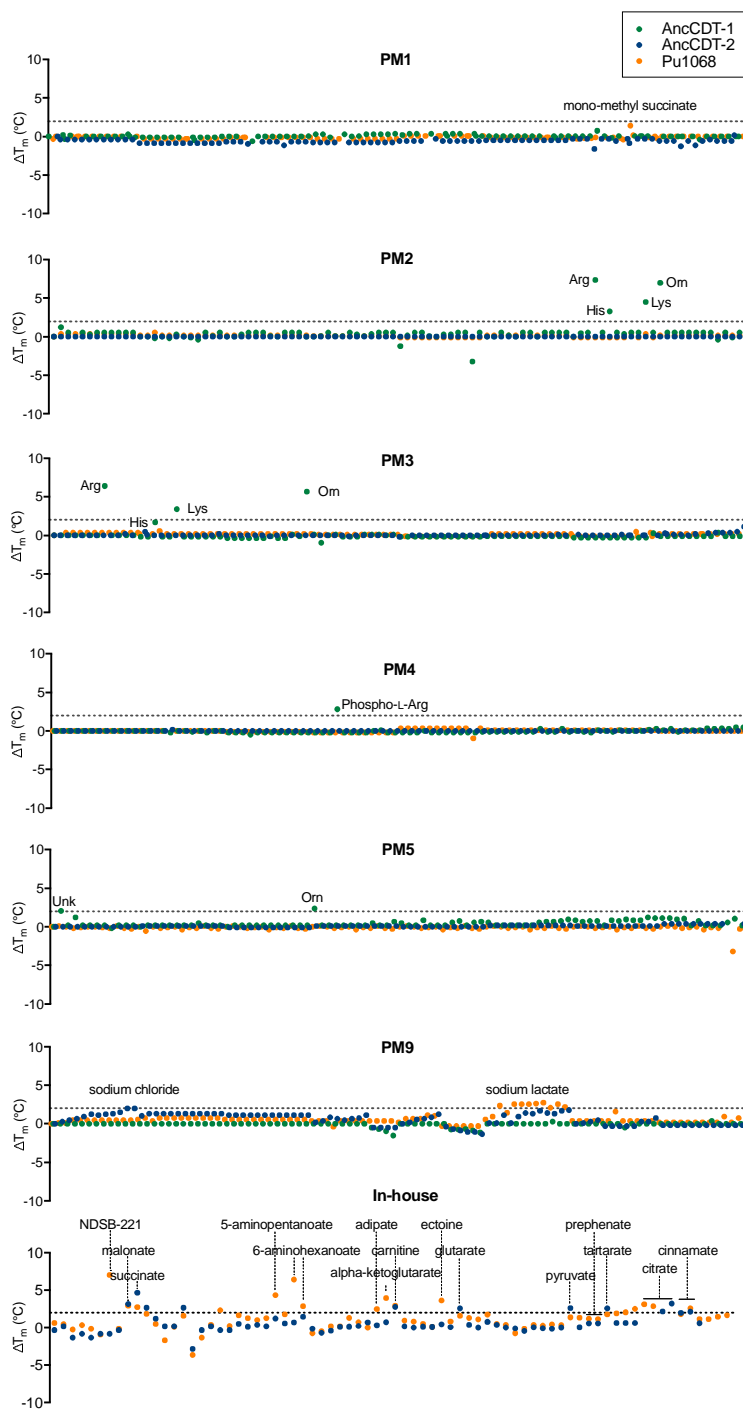 AncCDT-1
AncCDT-2
Pu1068
PM1
10
5
0
-5
-10
ΔTm (°C)
mono-methyl succinate
PM2
10
5
0
-5
-10
ΔTm (°C)
Arg
Orn
His
Lys
PM3
10
5
0
-5
-10
ΔTm (°C)
Arg
Orn
Lys
His
PM4
10
5
0
-5
-10
ΔTm (°C)
Phospho-L-Arg
PM5
10
5
0
-5
-10
ΔTm (°C)
Unk
Orn
PM9
10
5
0
-5
-10
ΔTm (°C)
sodium chloride
sodium lactate
In-house
NDSB-221
5-aminopentanoate
adipate
ectoine
prephenate
malonate
6-aminohexanoate
carnitine
glutarate
tartarate
cinnamate
succinate
alpha-ketoglutarate
pyruvate
citrate
10
5
0
-5
-10
ΔTm (°C)